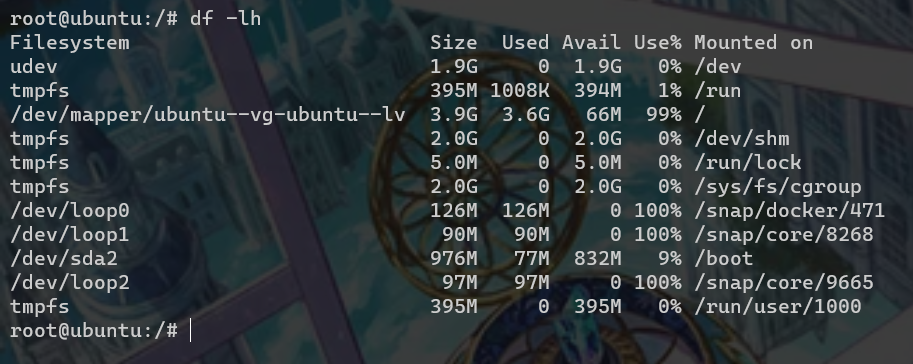 root@ubuntu:/# df -lh
Filesystem                         Size  Used Avail Use% Mounted on
udev                               1.9G     0  1.9G   0% /dev
tmpfs                              395M 1008K  394M   1% /run
/dev/mapper/ubuntu--vg-ubuntu--lv  3.9G  3.6G   66M  99% /
tmpfs                              2.0G     0  2.0G   0% /dev/shm
tmpfs                              5.0M     0  5.0M   0% /run/lock
tmpfs                              2.0G     0  2.0G   0% /sys/fs/cgroup
/dev/loop0                         126M  126M     0 100% /snap/docker/471
/dev/loop1                          90M   90M     0 100% /snap/core/8268
/dev/sda2                          976M   77M  832M   9% /boot
/dev/loop2                          97M   97M     0 100% /snap/core/9665
tmpfs                              395M     0  395M   0% /run/user/1000
root@ubuntu:/#